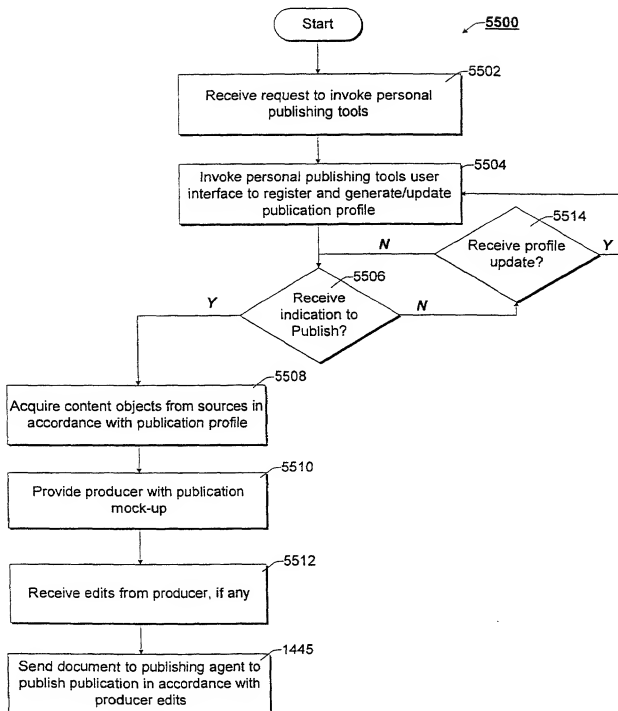 Start
5500
5502
Receive request to invoke personal
publishing tools
5504
Invoke personal publishing tools user
interface to register and generate/update
publication profile
5514
N
Receive profile
update?
Y
5506
Y
Receive
indication to
Publish?
N
5508
Acquire content objects from sources in
accordance with publication profile
5510
Provide producer with publication
mock-up
5512
Receive edits from producer, if any
1445
Send document to publishing agent to
publish publication in accordance with
producer edits